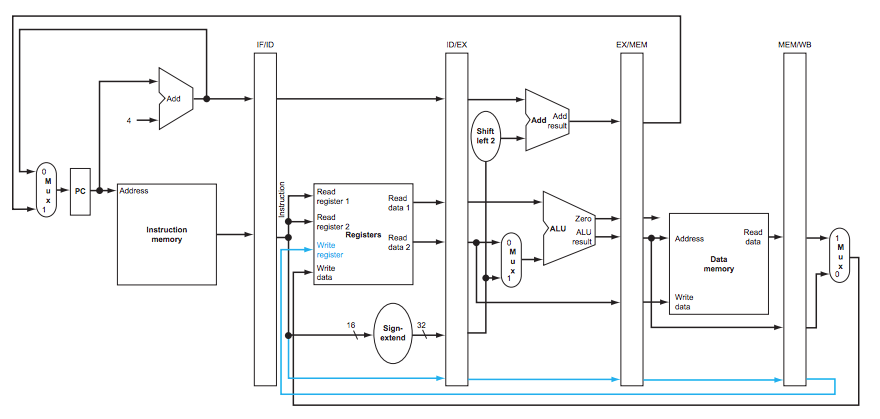 IF/ID
ID/EX
EX/MEM
MEM/WB
Add
4
0
M
u
x
1
PC
Address
Instruction
memory
Instruction
Read
register 1
Read
register 2
Write
register
Write
data
Registers
Read
data 1
Read
data 2
16
Sign-
extend
32
Shift
left 2
Add
Add
result
0
M
u
x
1
ALU
Zero
ALU
result
Address
Write
data
Data
memory
Read
data
1
M
u
x
0